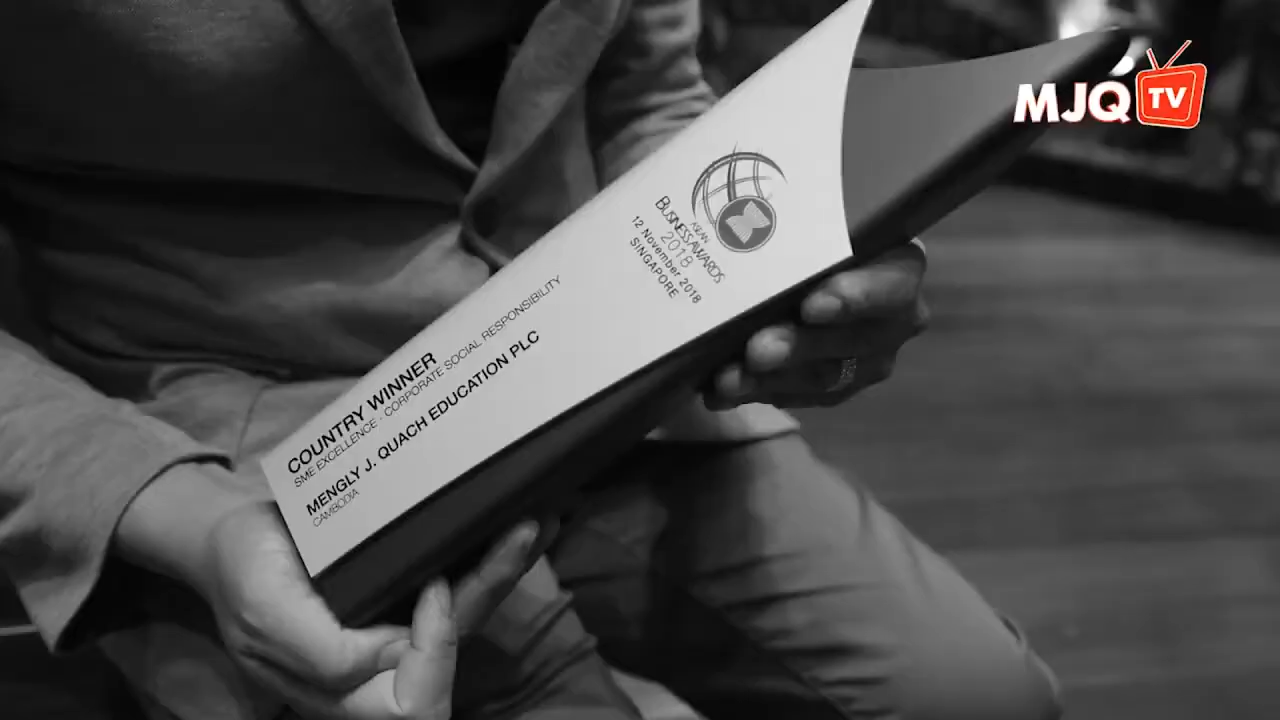 MJQ TV
ASEAN
BUSINESS AWARDS
2018
12 November 2018
SINGAPORE
COUNTRY WINNER
SME EXCELLENCE - CORPORATE SOCIAL RESPONSIBILITY
MENGLY J. QUACH EDUCATION PLC
CAMBODIA